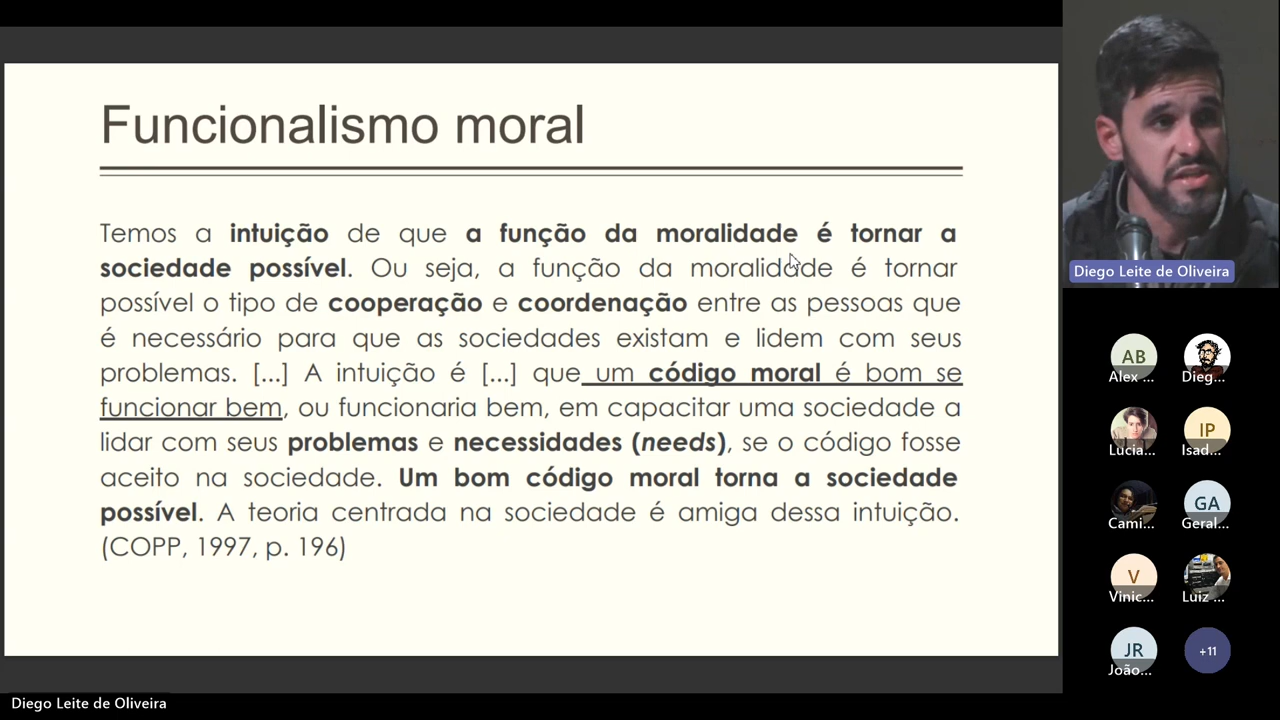 Funcionalismo moral
Temos a intuição de que a função da moralidade é tornar a
sociedade possível. Ou seja, a função da moralidade é tornar
possível o tipo de cooperação e coordenação entre as pessoas que
é necessário para que as sociedades existam e lidem com seus
problemas. [...] A intuição é [...] que um código moral é bom se
funcionar bem, ou funcionaria bem, em capacitar uma sociedade a
lidar com seus problemas e necessidades (needs), se o código fosse
aceito na sociedade. Um bom código moral torna a sociedade
possível. A teoria centrada na sociedade é amiga dessa intuição.
(COPP, 1997, p. 196)
Diego Leite de Oliveira
AB
Alex ...
Dieg...
Lucia...
IP
Isad...
Cami...
GA
Geral...
V
Vinic...
Luiz ...
JR
João...
+11
Diego Leite de Oliveira